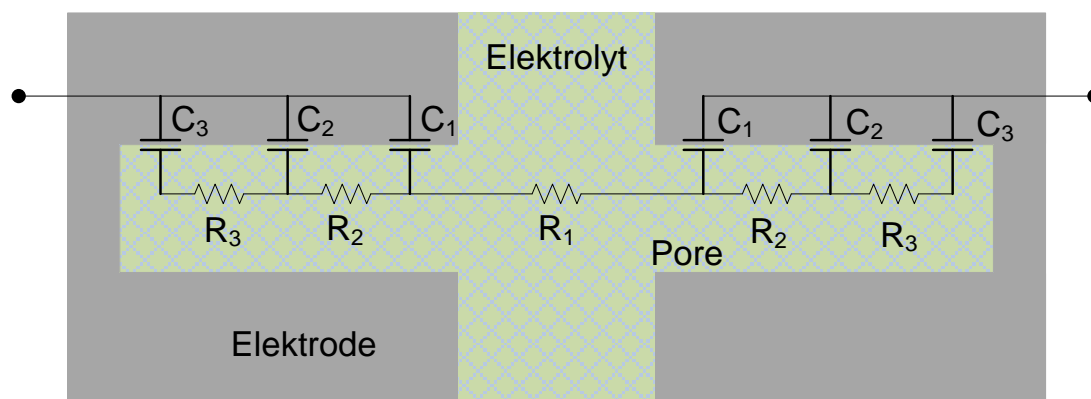 Elektrolyt
C₃ C₂ C₁ C₁ C₂ C₃
R₃ R₂ R₁ R₂ R₃
Pore
Elektrode